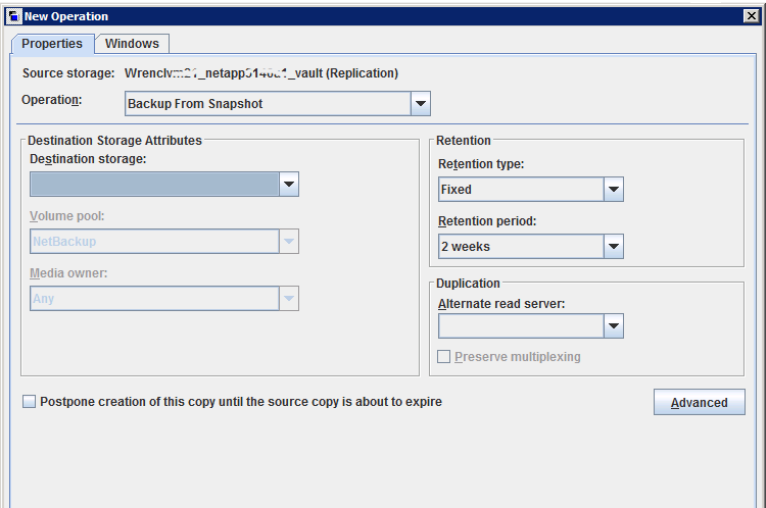 New Operation
Properties Windows
Source storage: _vault (Replication)
Operation: Backup From Snapshot
Destination Storage Attributes
Destination storage:
Volume pool:
NetBackup
Media owner:
Any
Retention
Retention type:
Fixed
Retention period:
2 weeks
Duplication
Alternate read server:
Preserve multiplexing
Postpone creation of this copy until the source copy is about to expire
Advanced